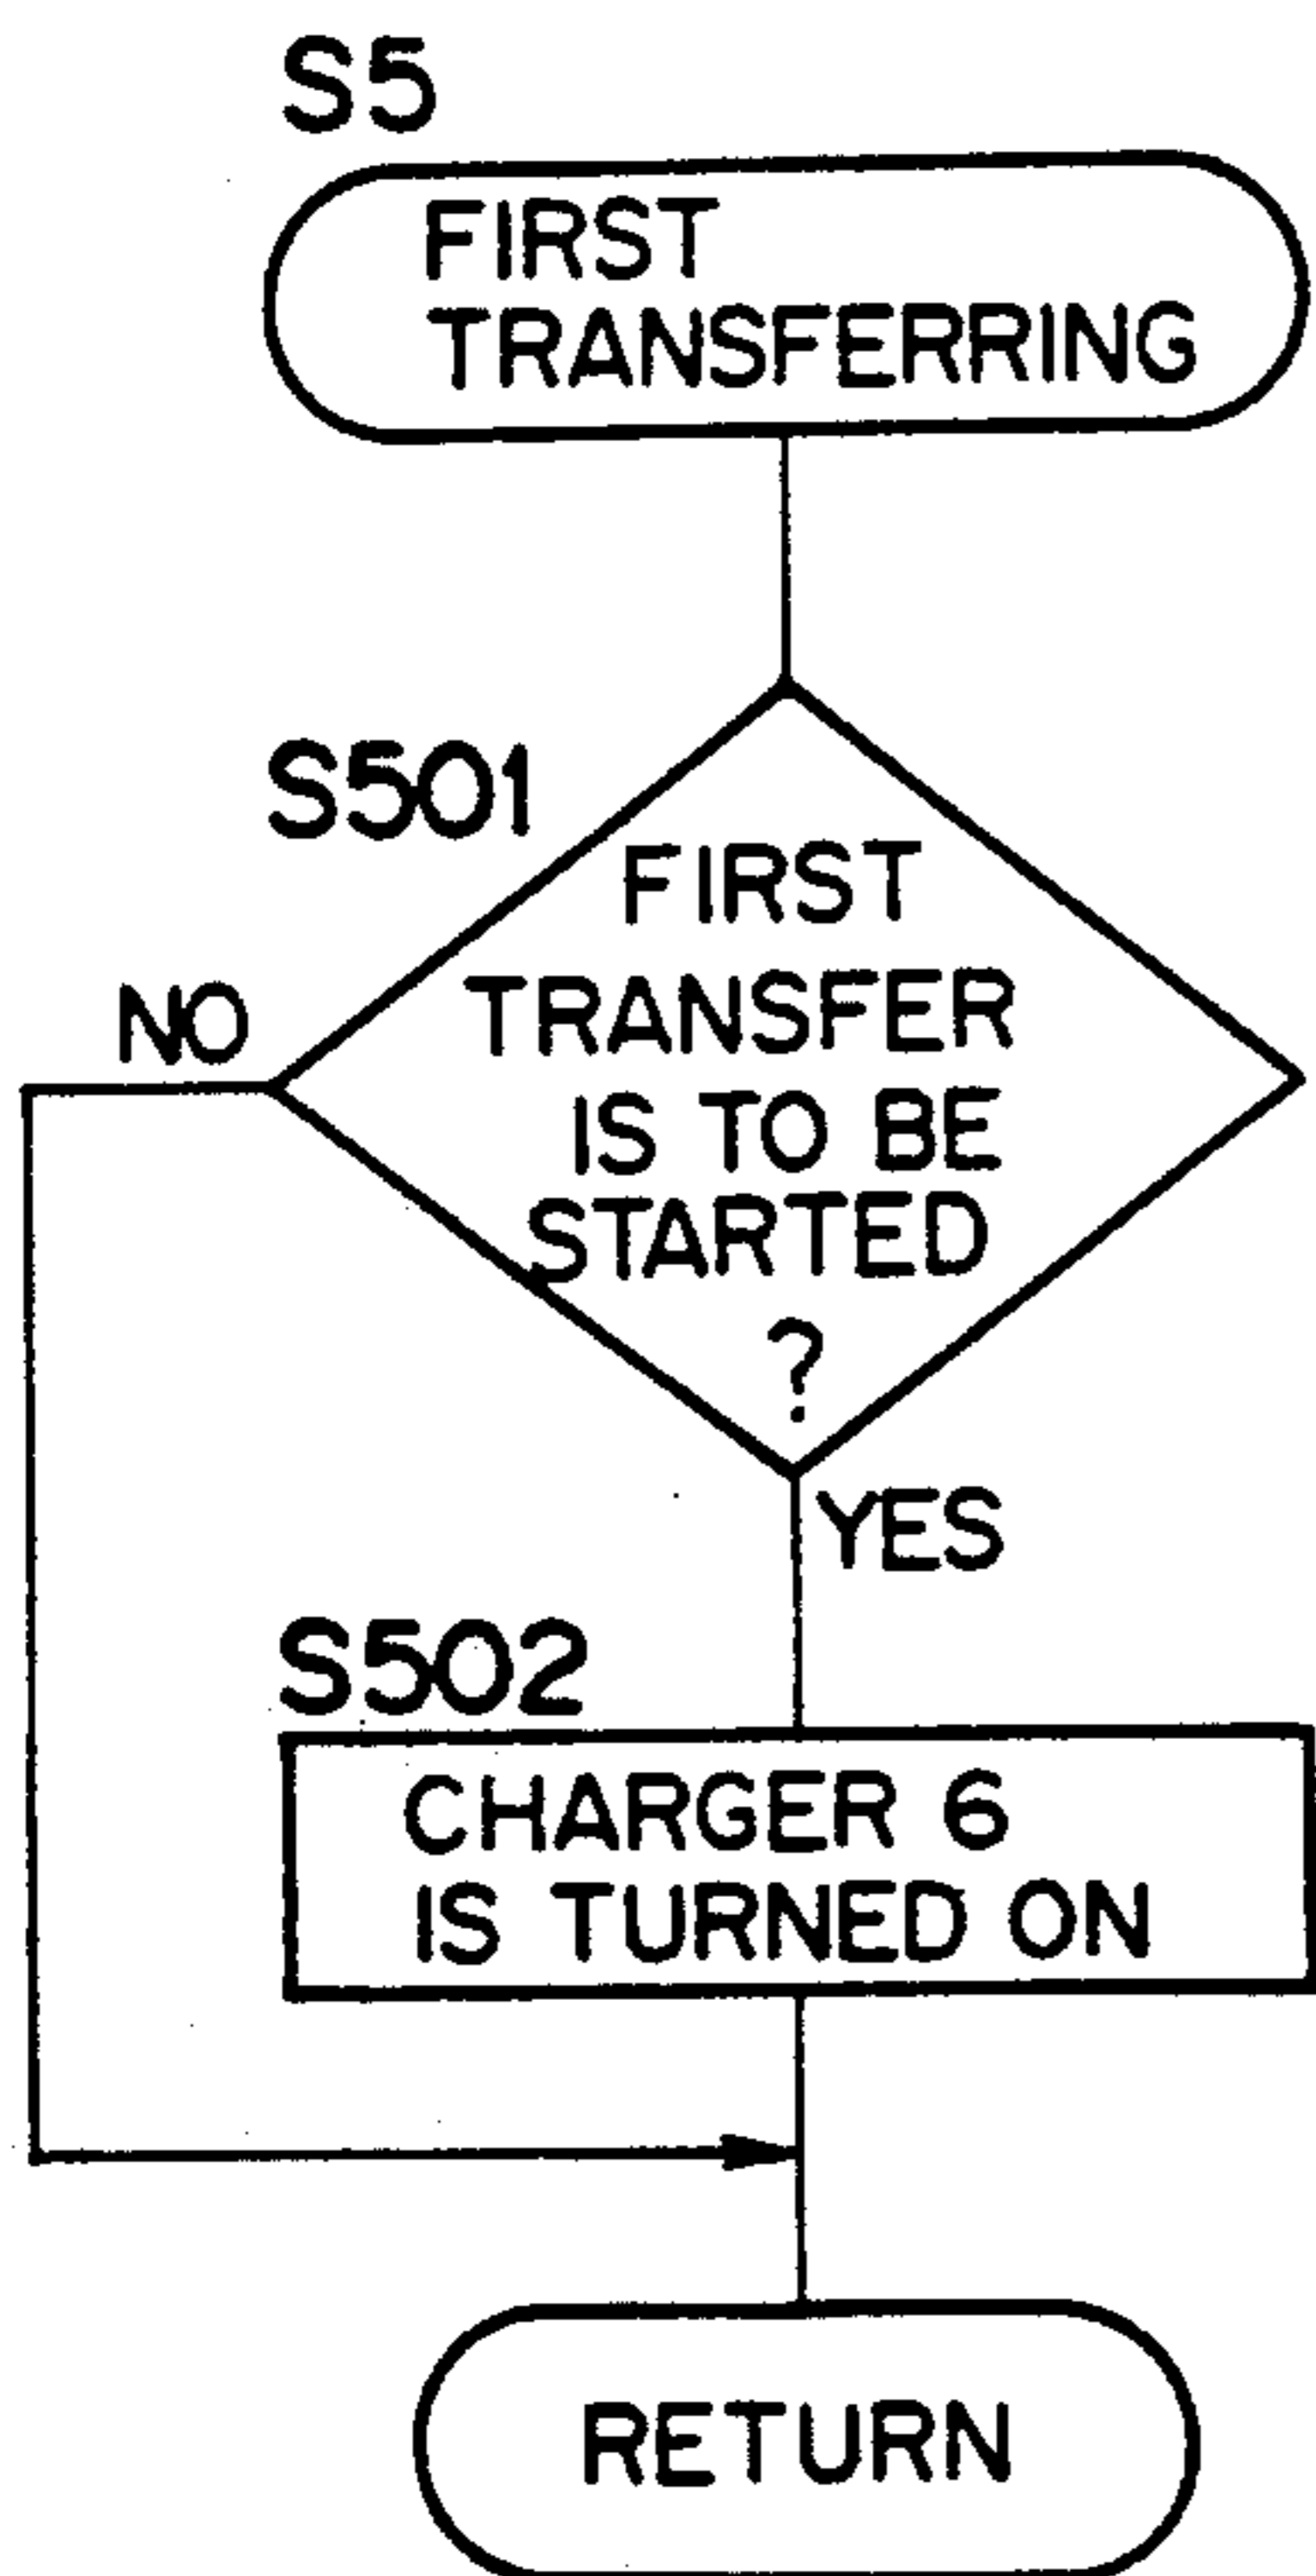 S5
FIRST
TRANSFERRING
S501
FIRST
TRANSFER
IS TO BE
STARTED
?
NO
YES
S502
CHARGER 6
IS TURNED ON
RETURN